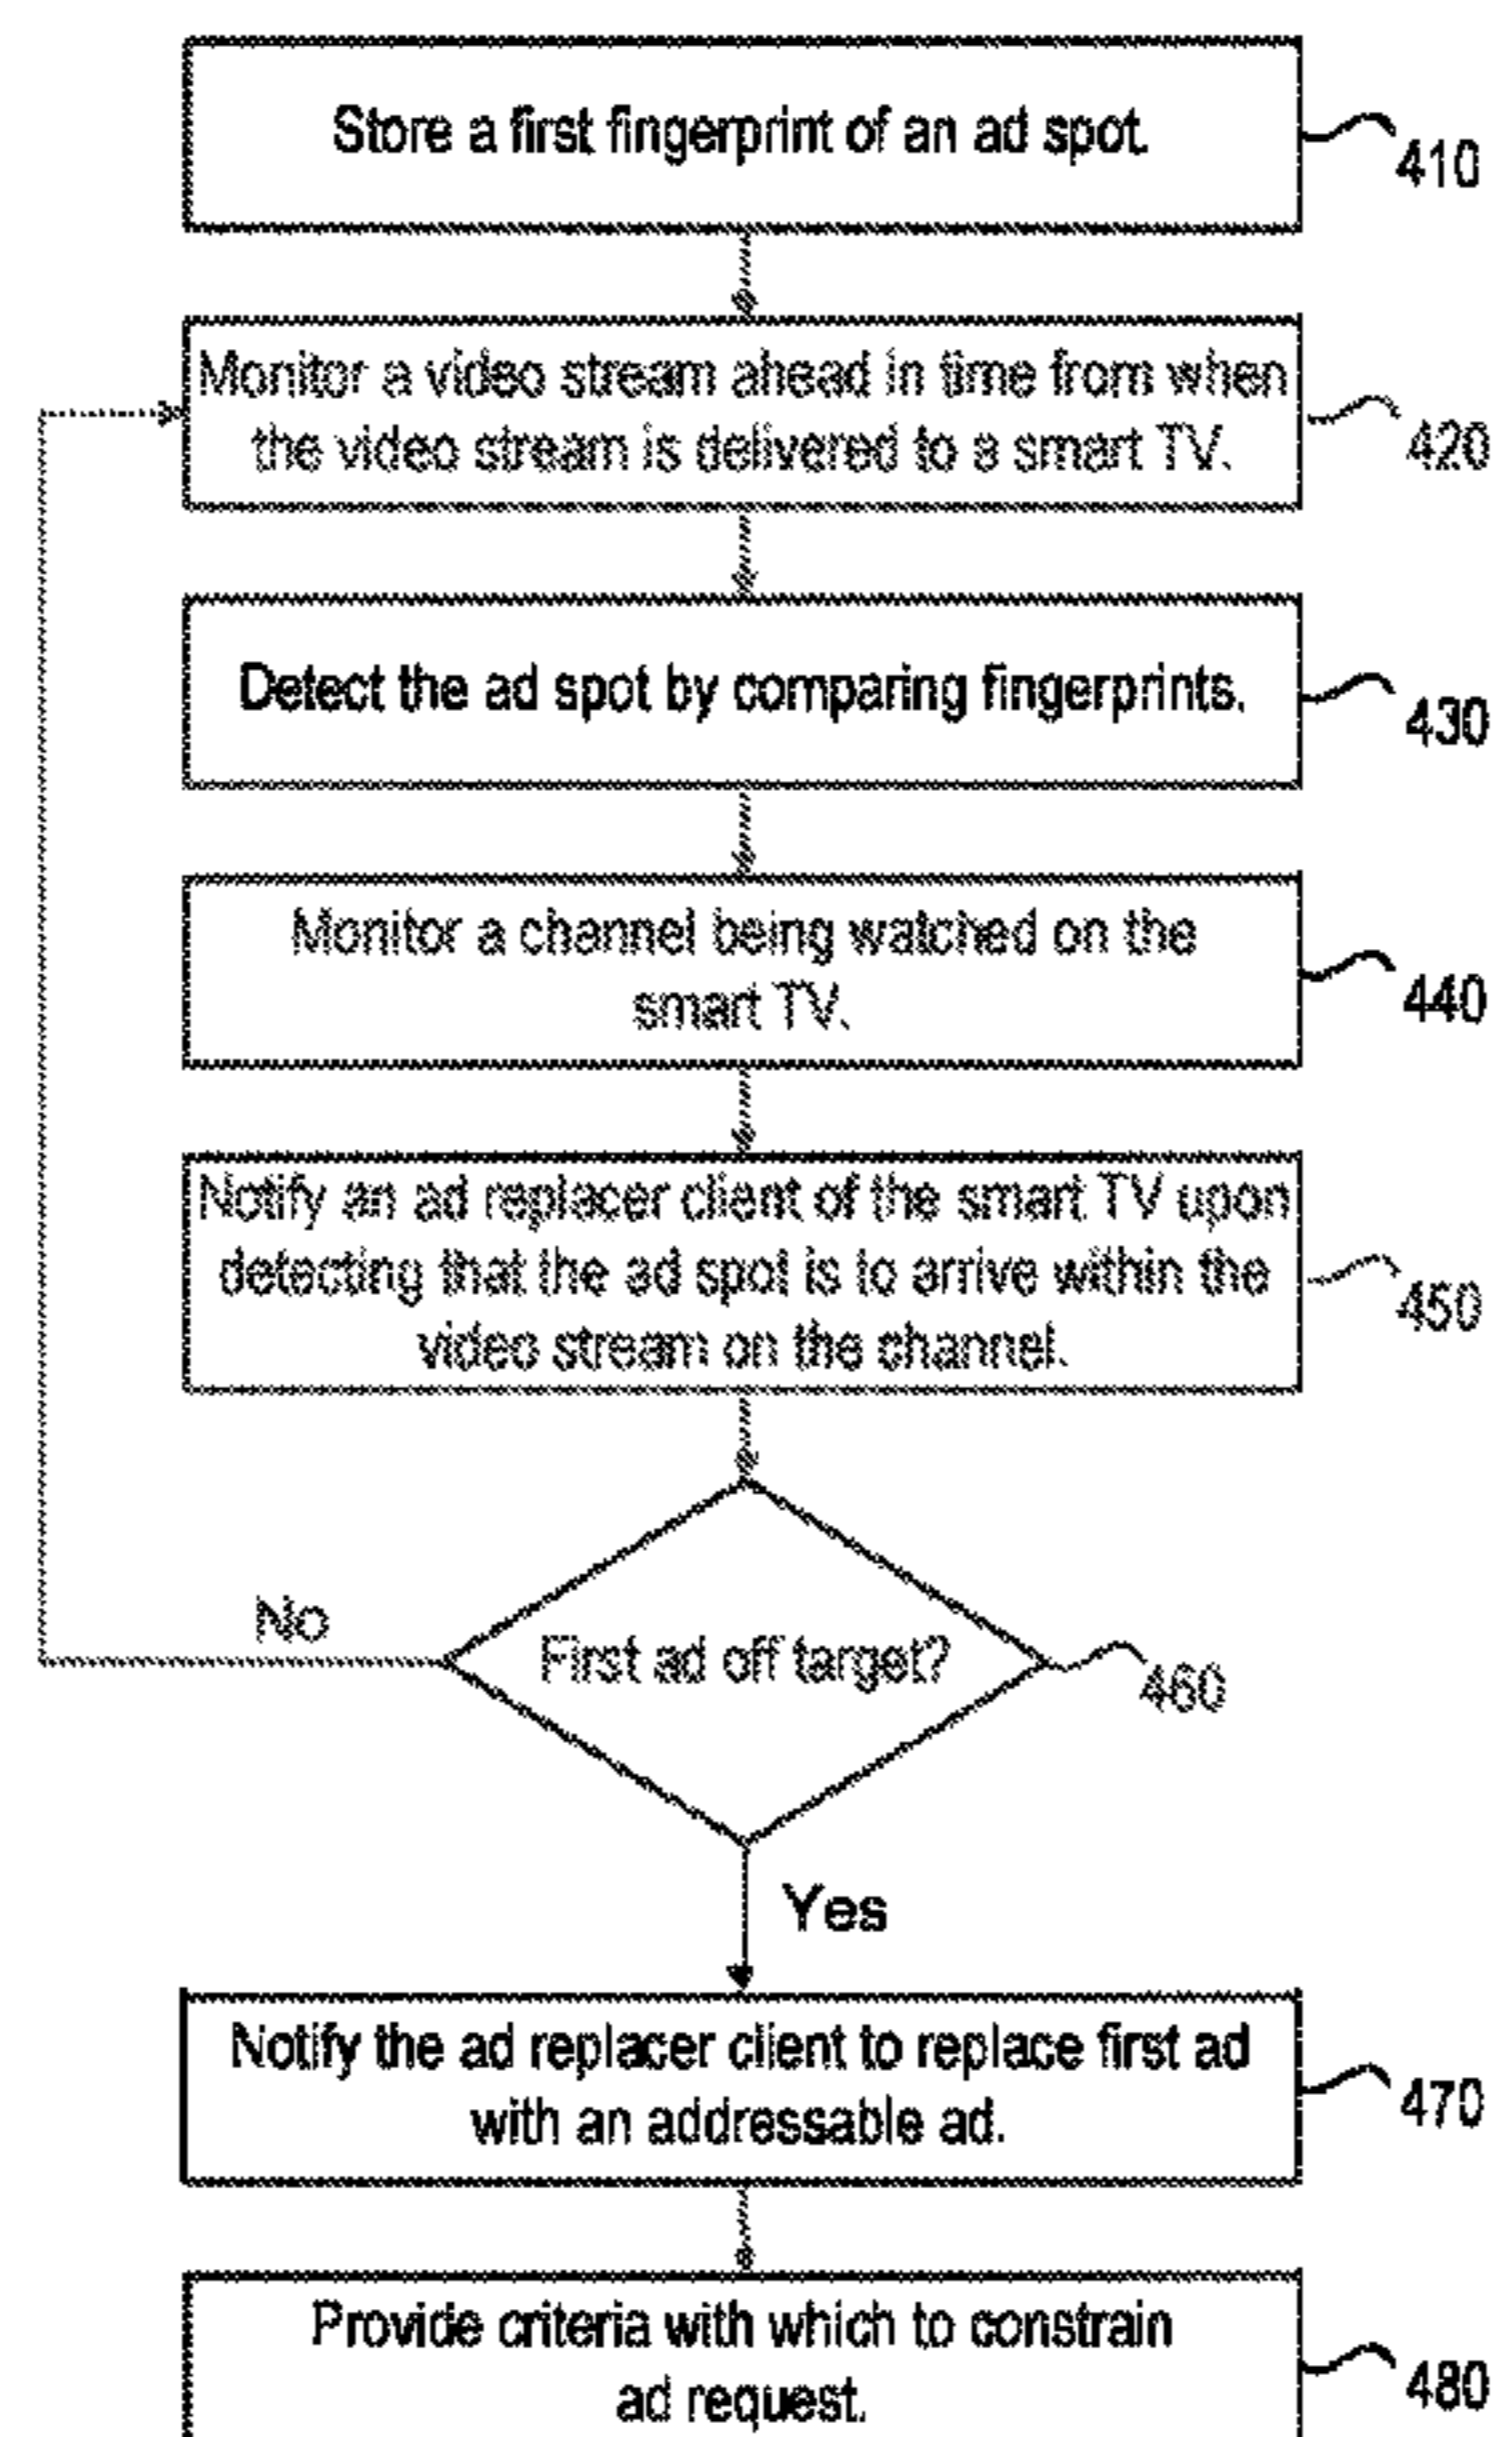 Store a first fingerprint of an ad spot.
410
Monitor a video stream ahead in time from when
the video stream is delivered to a smart TV.
420
Detect the ad spot by comparing fingerprints.
430
Monitor a channel being watched on the
smart TV.
440
Notify an ad replacer client of the smart TV upon
detecting that the ad spot is to arrive within the
video stream on the channel.
450
First ad off target?
460
No
Yes
Notify the ad replacer client to replace first ad
with an addressable ad.
470
Provide criteria with which to constrain
ad request.
480